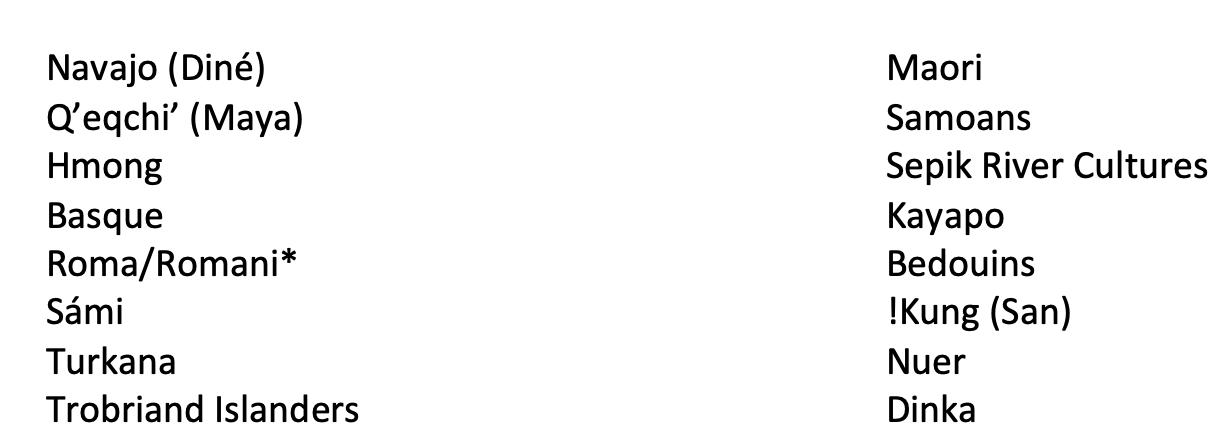 Navajo (Diné)
Q’eqchi’ (Maya)
Hmong
Basque
Roma/Romani*
Sámi
Turkana
Trobriand Islanders
Maori
Samoans
Sepik River Cultures
Kayapo
Bedouins
!Kung (San)
Nuer
Dinka